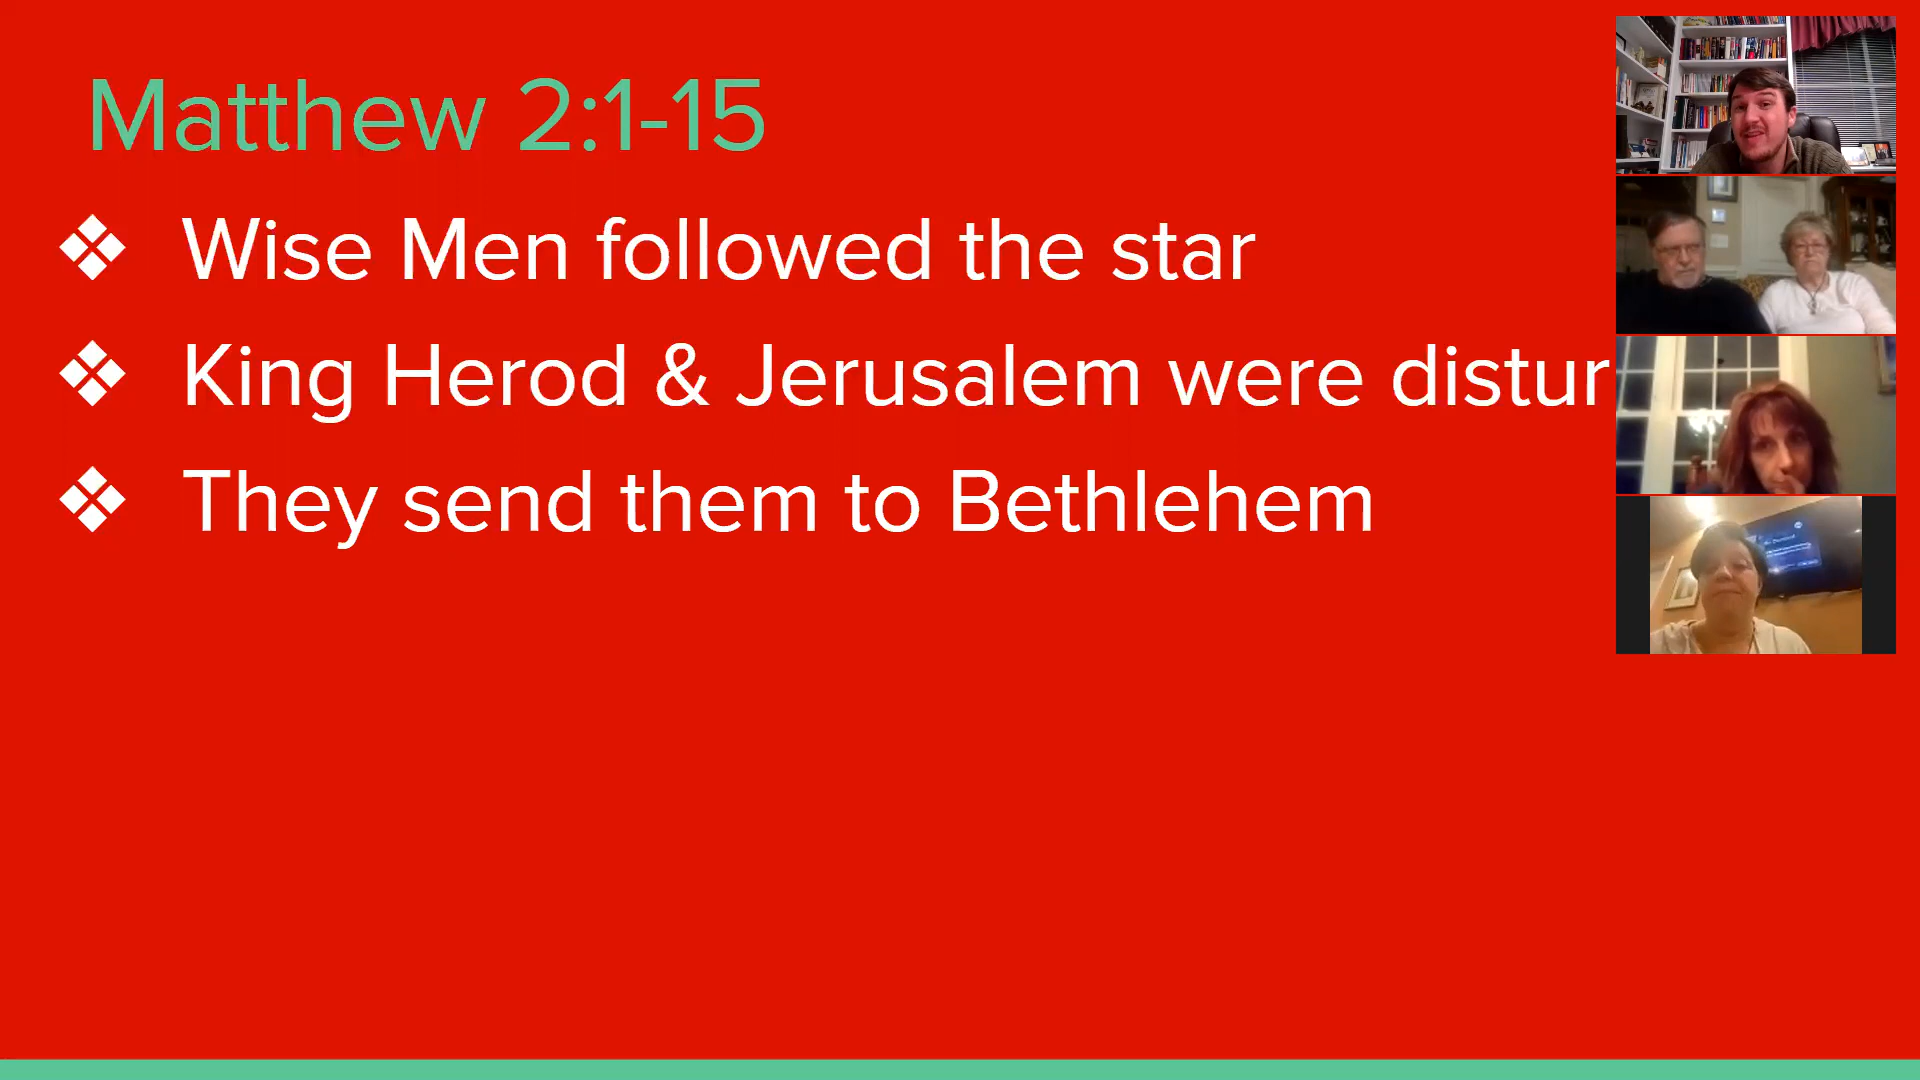 Matthew 2:1-15
❖ Wise Men followed the star
❖ King Herod & Jerusalem were distur
❖ They send them to Bethlehem